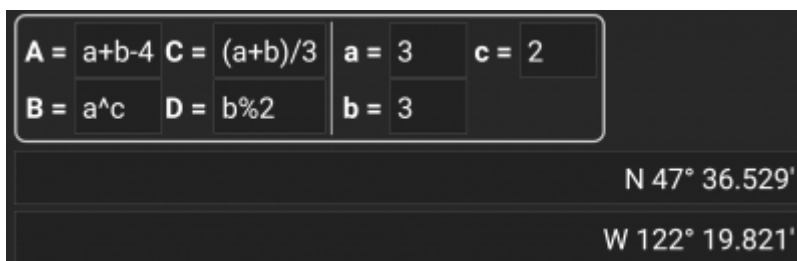 A = a+b-4 C = (a+b)/3 a = 3 c = 2
B = a^c D = b%2 b = 3
N 47° 36.529'
W 122° 19.821'